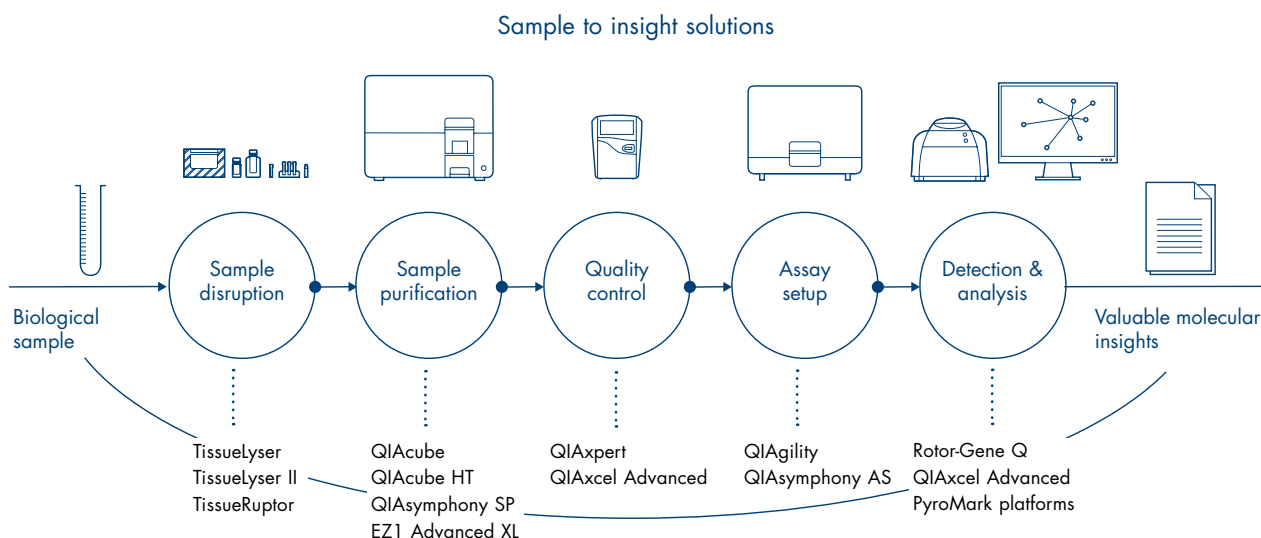 Sample to insight solutions
Sample
disruption
Sample
purification
Quality
control
Assay
setup
Detection &
analysis
Biological
sample
Valuable molecular
insights
TissueLyser
TissueLyser II
TissueRuptor
QIAcube
QIAcube HT
QIAsymphony SP
EZ1 Advanced XL
QIAxpert
QIAxcel Advanced
QIAgility
QIAsymphony AS
Rotor-Gene Q
QIAxcel Advanced
PyroMark platforms